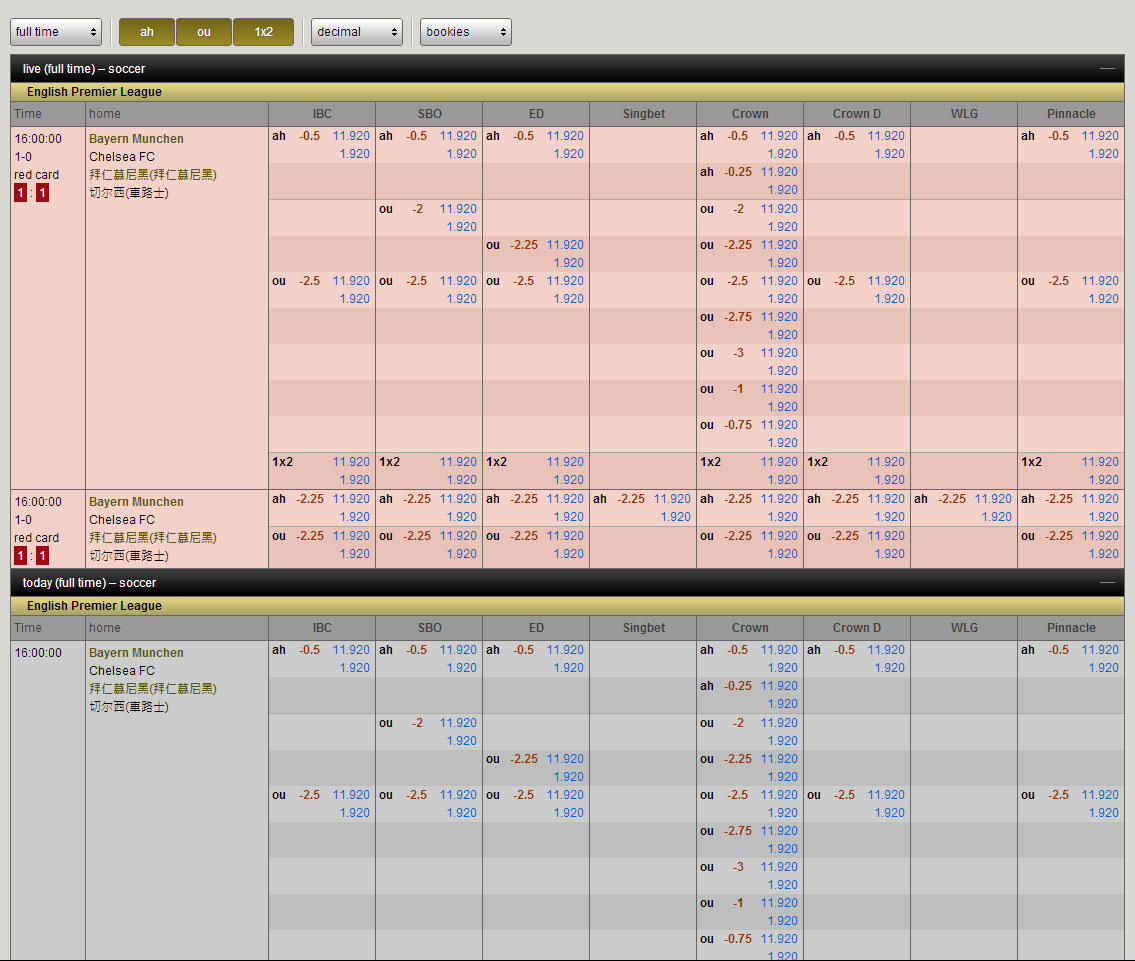 full time ah ou 1x2 decimal bookies
live (full time) – soccer
English Premier League
Time home IBC SBO ED Singbet Crown Crown D WLG Pinnacle
16:00:00 Bayern Munchen ah -0.5 11.920 ah -0.5 11.920 ah -0.5 11.920 ah -0.5 11.920 ah -0.5 11.920 ah -0.5 11.920
1-0 Chelsea FC 1.920 1.920 1.920 1.920 1.920 1.920
red card 拜仁慕尼黑(拜仁慕尼黑) ah -0.25 11.920
1 : 1 切尔西(車路士) 1.920
ou -2 11.920 ou -2 11.920
1.920 1.920
ou -2.25 11.920 ou -2.25 11.920
1.920 1.920
ou -2.5 11.920 ou -2.5 11.920 ou -2.5 11.920 ou -2.5 11.920 ou -2.5 11.920 ou -2.5 11.920
1.920 1.920 1.920 1.920 1.920 1.920
ou -2.75 11.920
1.920
ou -3 11.920
1.920
ou -1 11.920
1.920
ou -0.75 11.920
1.920
1x2 11.920 1x2 11.920 1x2 11.920 1x2 11.920 1x2 11.920 1x2 11.920
1.920 1.920 1.920 1.920 1.920 1.920
16:00:00 Bayern Munchen ah -2.25 11.920 ah -2.25 11.920 ah -2.25 11.920 ah -2.25 11.920 ah -2.25 11.920 ah -2.25 11.920 ah -2.25 11.920 ah -2.25 11.920
1-0 Chelsea FC 1.920 1.920 1.920 1.920 1.920 1.920 1.920 1.920
red card 拜仁慕尼黑(拜仁慕尼黑) ou -2.25 11.920 ou -2.25 11.920 ou -2.25 11.920 ou -2.25 11.920 ou -2.25 11.920 ou -2.25 11.920
1 : 1 切尔西(車路士) 1.920 1.920 1.920 1.920 1.920 1.920
today (full time) – soccer
English Premier League
Time home IBC SBO ED Singbet Crown Crown D WLG Pinnacle
16:00:00 Bayern Munchen ah -0.5 11.920 ah -0.5 11.920 ah -0.5 11.920 ah -0.5 11.920 ah -0.5 11.920 ah -0.5 11.920
Chelsea FC 1.920 1.920 1.920 1.920 1.920 1.920
拜仁慕尼黑(拜仁慕尼黑) ah -0.25 11.920
切尔西(車路士) 1.920
ou -2 11.920 ou -2 11.920
1.920 1.920
ou -2.25 11.920 ou -2.25 11.920
1.920 1.920
ou -2.5 11.920 ou -2.5 11.920 ou -2.5 11.920 ou -2.5 11.920 ou -2.5 11.920 ou -2.5 11.920
1.920 1.920 1.920 1.920 1.920 1.920
ou -2.75 11.920
1.920
ou -3 11.920
1.920
ou -1 11.920
1.920
ou -0.75 11.920
1.920